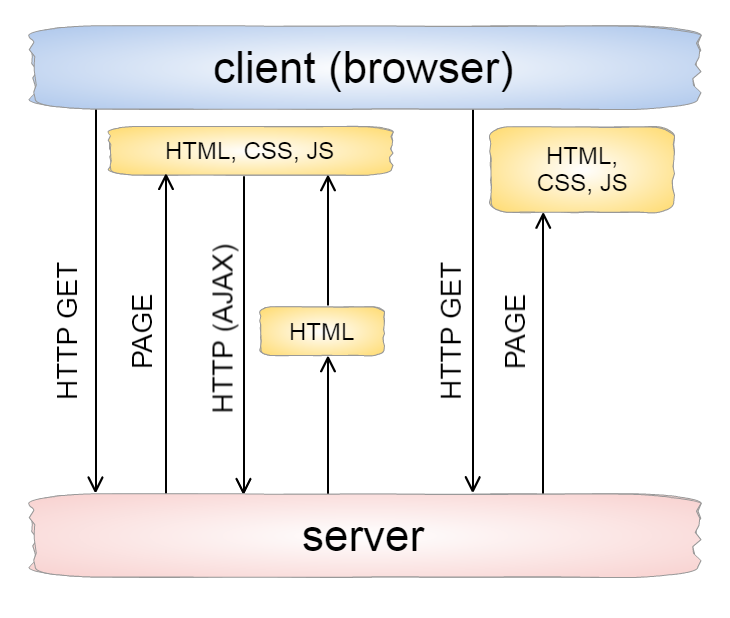 client (browser)
HTML, CSS, JS
HTML,
CSS, JS
HTTP GET
PAGE
HTTP (AJAX)
HTML
HTTP GET
PAGE
server